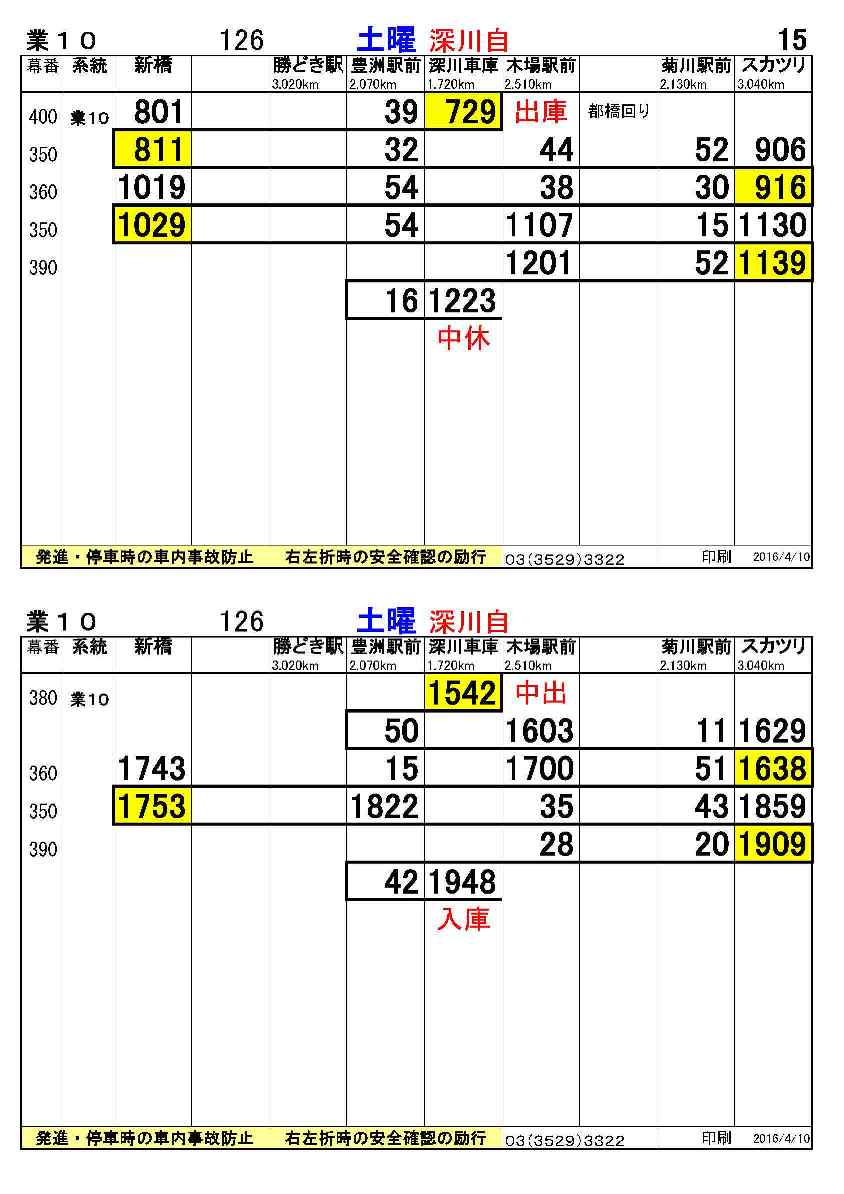 業１０ 126 土曜 深川自 15
幕番 系統 新橋 勝どき駅 豊洲駅前 深川車庫 木場駅前 菊川駅前 スカツリ
3.020km 2.070km 1.720km 2.510km 2.130km 3.040km
400 業10 801 39 729 出庫 都橋回り
350 811 32 44 52 906
360 1019 54 38 30 916
350 1029 54 1107 15 1130
390 1201 52 1139
16 1223
中休
発進・停車時の車内事故防止 右左折時の安全確認の励行 03(3529)3322 印刷 2016/4/10
業１０ 126 土曜 深川自
幕番 系統 新橋 勝どき駅 豊洲駅前 深川車庫 木場駅前 菊川駅前 スカツリ
3.020km 2.070km 1.720km 2.510km 2.130km 3.040km
380 業10 1542 中出
50 1603 11 1629
360 1743 15 1700 51 1638
350 1753 1822 35 43 1859
390 28 20 1909
42 1948
入庫
発進・停車時の車内事故防止 右左折時の安全確認の励行 03(3529)3322 印刷 2016/4/10